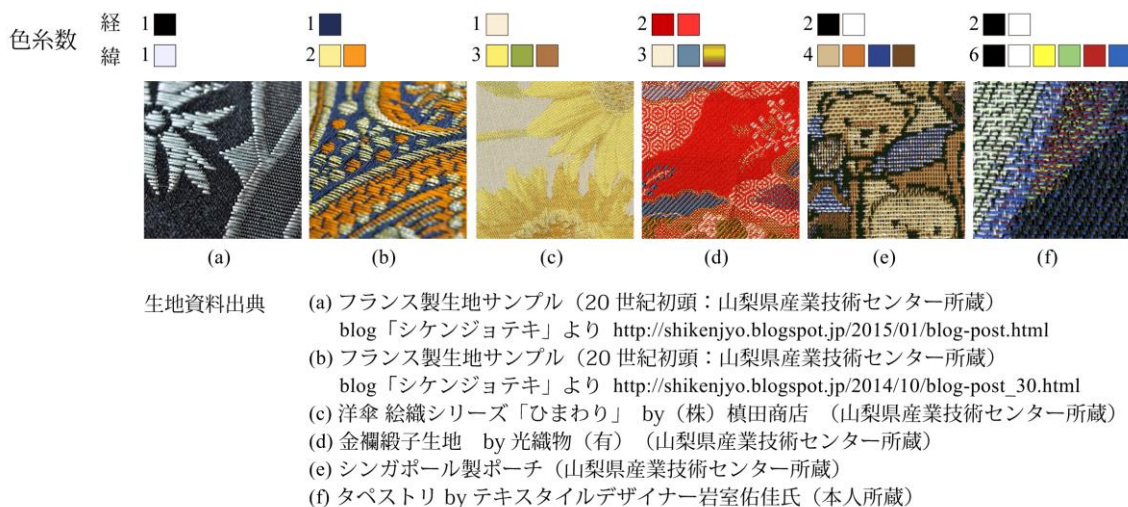 色糸数
経 1 1 1 2 2 2
緯 1 2 3 3 4 6
(a) (b) (c) (d) (e) (f)
生地資料出典
(a) フランス製生地サンプル（20 世紀初頭：山梨県産業技術センター所蔵）
blog「シケンジョテキ」より http://shikenjyo.blogspot.jp/2015/01/blog-post.html
(b) フランス製生地サンプル（20 世紀初頭：山梨県産業技術センター所蔵）
blog「シケンジョテキ」より http://shikenjyo.blogspot.jp/2014/10/blog-post_30.html
(c) 洋傘 絵織シリーズ「ひまわり」 by（株）槙田商店 （山梨県産業技術センター所蔵）
(d) 金襴緞子生地 by 光織物（有）（山梨県産業技術センター所蔵）
(e) シンガポール製ポーチ（山梨県産業技術センター所蔵）
(f) タペストリ by テキスタイルデザイナー岩室佑佳氏（本人所蔵）